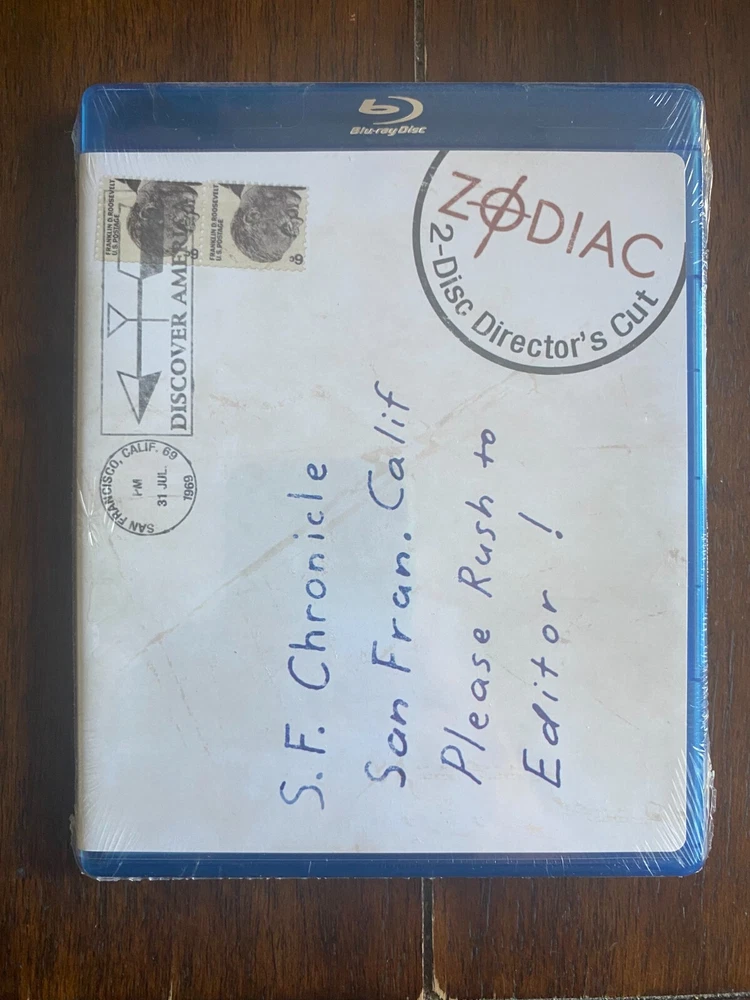 Blu-ray Disc
ZODIAC
2-Disc Director's Cut
FRANKLIN D. ROOSEVELT
U.S. POSTAGE
6¢
FRANKLIN D. ROOSEVELT
U.S. POSTAGE
6¢
DISCOVER AMERICA
SAN FRANCISCO, CALIF. 69
PM
31 JUL.
1969
S.F. Chronicle
San Fran. Calif
Please Rush to
Editor !